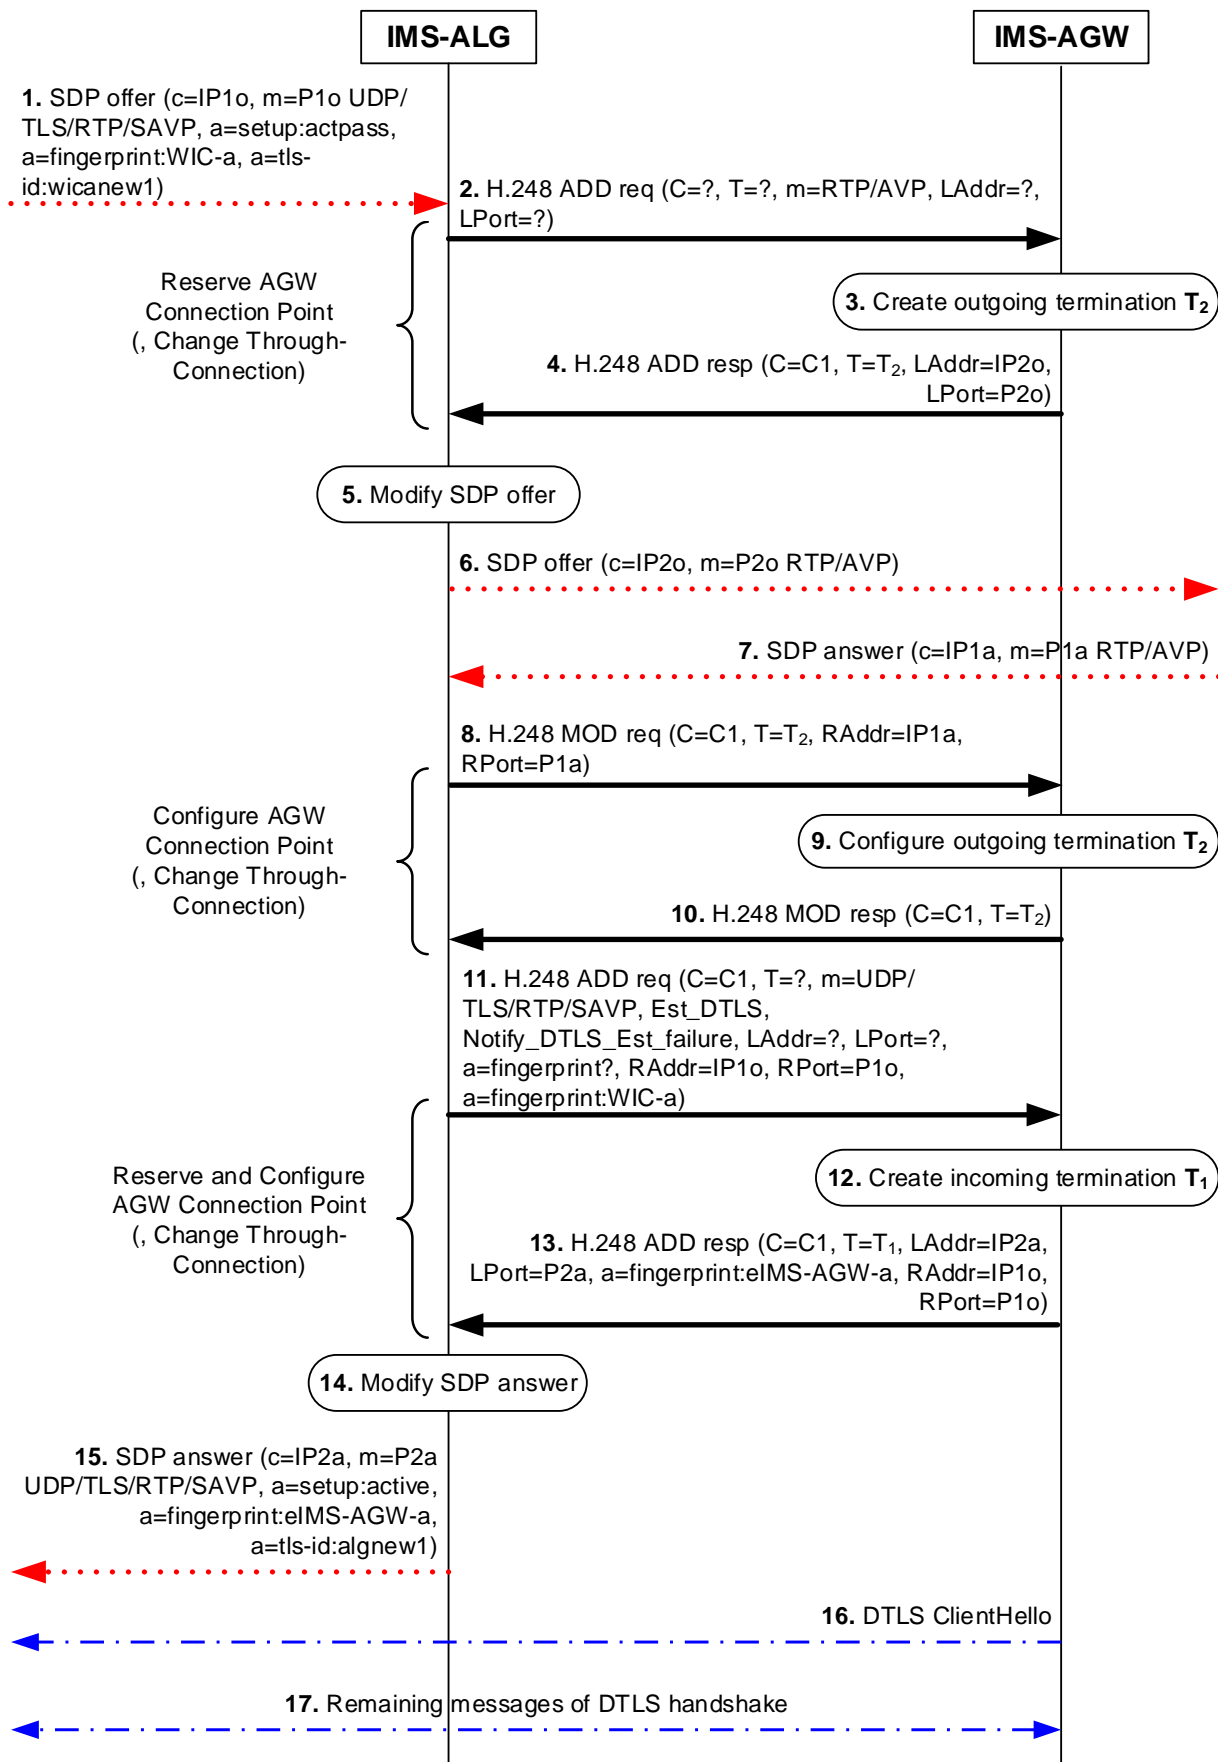 IMS-ALG
IMS-AGW
1. SDP offer (c=IP1o, m=P1o UDP/
TLS/RTP/SAVP, a=setup:actpass,
a=fingerprint:WIC-a, a=tls-
id:wicanew1)
2. H.248 ADD req (C=?, T=?, m=RTP/AVP, LAddr=?,
LPort=?)
Reserve AGW
Connection Point
(, Change Through-
Connection)
3. Create outgoing termination T2
4. H.248 ADD resp (C=C1, T=T2, LAddr=IP2o,
LPort=P2o)
5. Modify SDP offer
6. SDP offer (c=IP2o, m=P2o RTP/AVP)
7. SDP answer (c=IP1a, m=P1a RTP/AVP)
8. H.248 MOD req (C=C1, T=T2, RAddr=IP1a,
RPort=P1a)
Configure AGW
Connection Point
(, Change Through-
Connection)
9. Configure outgoing termination T2
10. H.248 MOD resp (C=C1, T=T2)
11. H.248 ADD req (C=C1, T=?, m=UDP/
TLS/RTP/SAVP, Est_DTLS,
Notify_DTLS_Est_failure, LAddr=?, LPort=?,
a=fingerprint?, RAddr=IP1o, RPort=P1o,
a=fingerprint:WIC-a)
Reserve and Configure
AGW Connection Point
(, Change Through-
Connection)
12. Create incoming termination T1
13. H.248 ADD resp (C=C1, T=T1, LAddr=IP2a,
LPort=P2a, a=fingerprint:eIMS-AGW-a, RAddr=IP1o,
RPort=P1o)
14. Modify SDP answer
15. SDP answer (c=IP2a, m=P2a
UDP/TLS/RTP/SAVP, a=setup:active,
a=fingerprint:eIMS-AGW-a,
a=tls-id:algnew1)
16. DTLS ClientHello
17. Remaining messages of DTLS handshake